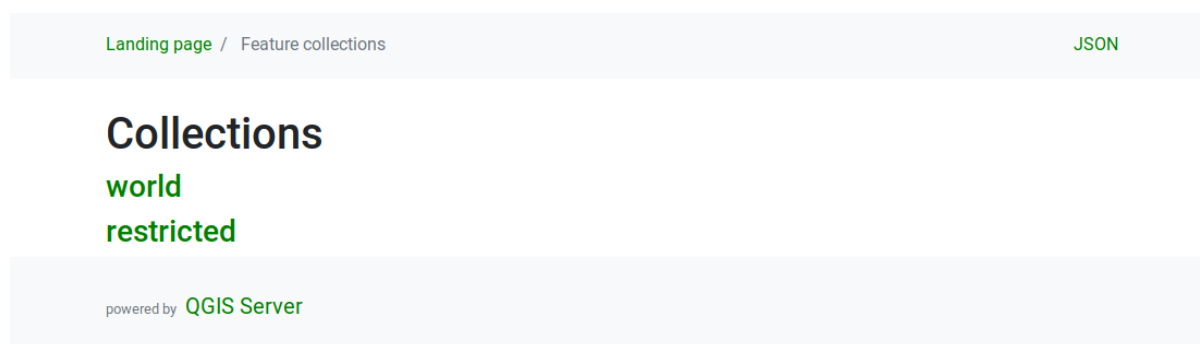 Landing page / Feature collections JSON
Collections
world
restricted
powered by QGIS Server